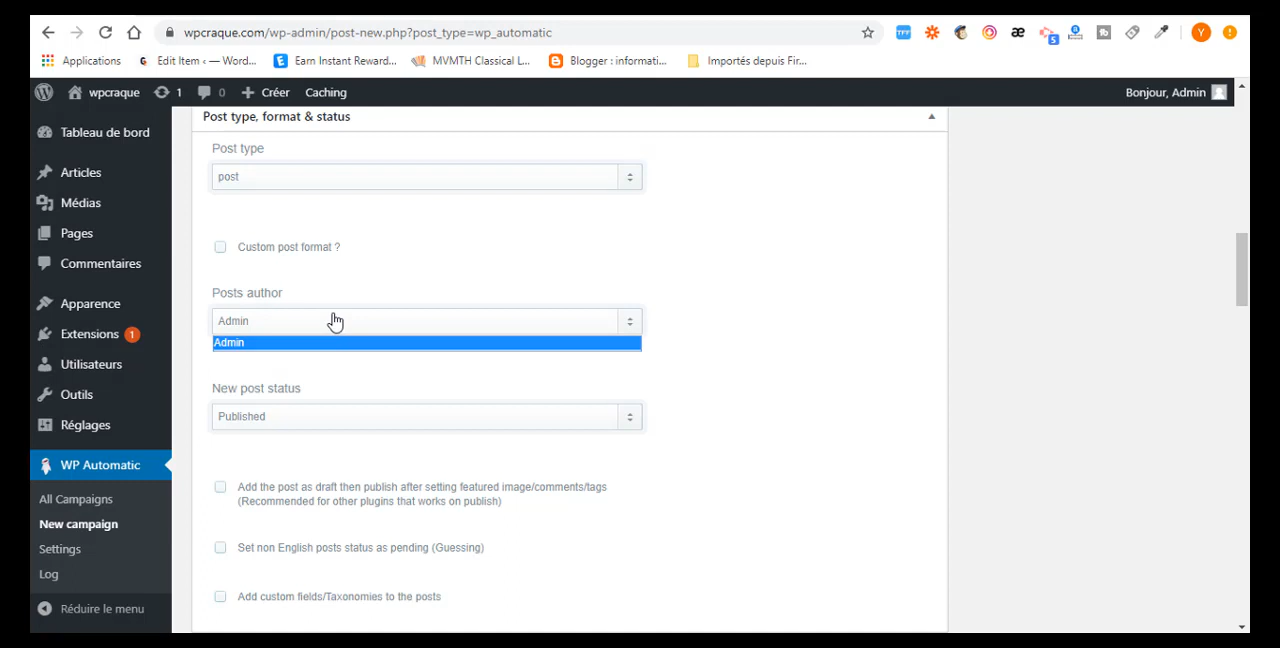 wpcraque.com/wp-admin/post-new.php?post_type=wp_automatic
Applications
Edit Item ‹ — Word...
Earn Instant Reward...
MVMTH Classical L...
Blogger : informati...
Importés depuis Fir...
wpcraque
1
0
Créer
Caching
Bonjour, Admin
Tableau de bord
Articles
Médias
Pages
Commentaires
Apparence
Extensions 1
Utilisateurs
Outils
Réglages
WP Automatic
All Campaigns
New campaign
Settings
Log
Réduire le menu
Post type, format & status
Post type
post
Custom post format ?
Posts author
Admin
Admin
New post status
Published
Add the post as draft then publish after setting featured image/comments/tags
(Recommended for other plugins that works on publish)
Set non English posts status as pending (Guessing)
Add custom fields/Taxonomies to the posts